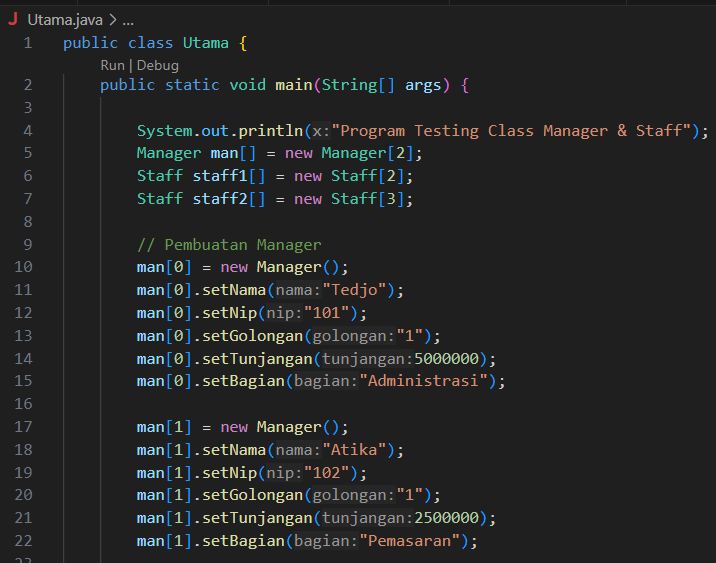 J Utama.java > ...
1 public class Utama {
Run | Debug
2 public static void main(String[] args) {
3
4 System.out.println(x:"Program Testing Class Manager & Staff");
5 Manager man[] = new Manager[2];
6 Staff staff1[] = new Staff[2];
7 Staff staff2[] = new Staff[3];
8
9 // Pembuatan Manager
10 man[0] = new Manager();
11 man[0].setNama(nama:"Tedjo");
12 man[0].setNip(nip:"101");
13 man[0].setGolongan(golongan:"1");
14 man[0].setTunjangan(tunjangan:5000000);
15 man[0].setBagian(bagian:"Administrasi");
16
17 man[1] = new Manager();
18 man[1].setNama(nama:"Atika");
19 man[1].setNip(nip:"102");
20 man[1].setGolongan(golongan:"1");
21 man[1].setTunjangan(tunjangan:2500000);
22 man[1].setBagian(bagian:"Pemasaran");
23